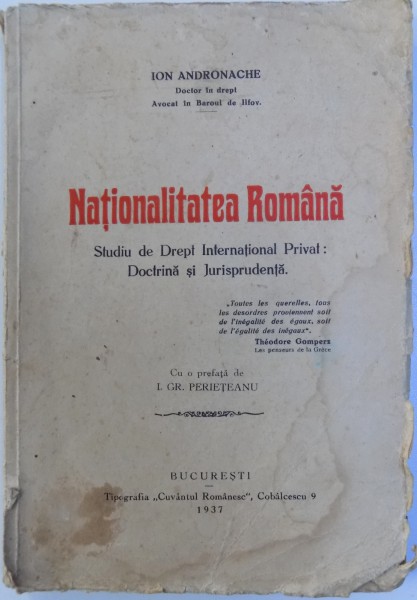 ION ANDRONACHE
Doctor în drept
Avocat în Baroul de Ilfov.
Naționalitatea Română
Studiu de Drept Internațional Privat:
Doctrină și Jurisprudență.
„Toutes les querelles, tous
les desordres proviennent soit
de l'inégalité des égaux, soit
de l'égalité des inégaux".
Théodore Gomperz
Les penseurs de la Grèce
Cu o prefață de
I. GR. PERIEȚEANU
BUCUREȘTI
Tipografia „Cuvântul Românesc", Cobălcescu 9
1937